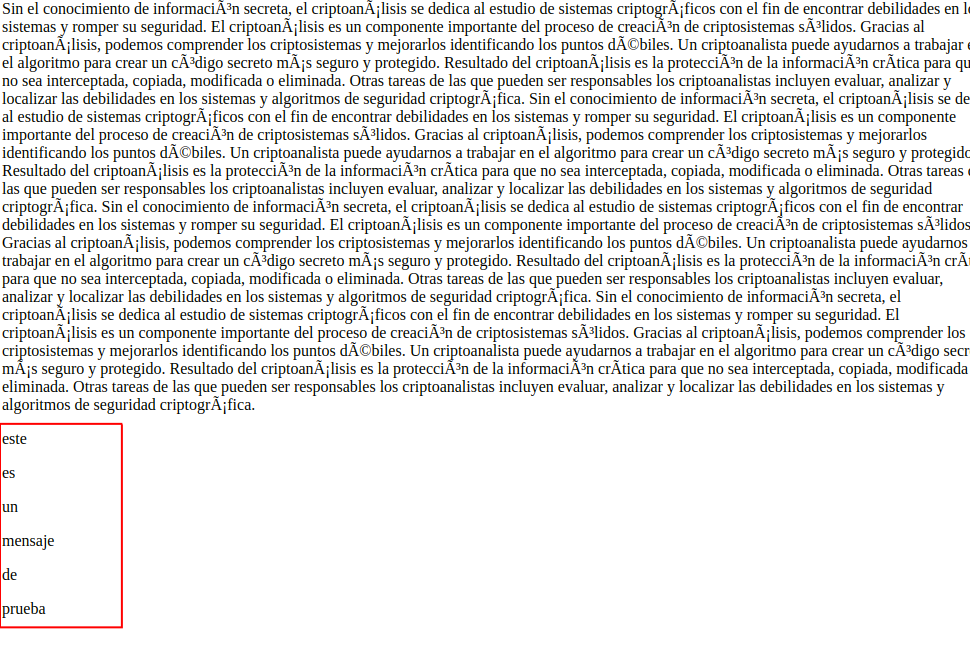 Sin el conocimiento de informaciÃ³n secreta, el criptoanÃ¡lisis se dedica al estudio de sistemas criptogrÃ¡ficos con el fin de encontrar debilidades en
sistemas y romper su seguridad. El criptoanÃ¡lisis es un componente importante del proceso de creaciÃ³n de criptosistemas sÃ³lidos. Gracias al
criptoanÃ¡lisis, podemos comprender los criptosistemas y mejorarlos identificando los puntos dÃ©biles. Un criptoanalista puede ayudarnos a trabajar
el algoritmo para crear un cÃ³digo secreto mÃ¡s seguro y protegido. Resultado del criptoanÃ¡lisis es la protecciÃ³n de la informaciÃ³n crÃ­tica para
no sea interceptada, copiada, modificada o eliminada. Otras tareas de las que pueden ser responsables los criptoanalistas incluyen evaluar, analizar y
localizar las debilidades en los sistemas y algoritmos de seguridad criptogrÃ¡fica. Sin el conocimiento de informaciÃ³n secreta, el criptoanÃ¡lisis se
al estudio de sistemas criptogrÃ¡ficos con el fin de encontrar debilidades en los sistemas y romper su seguridad. El criptoanÃ¡lisis es un componente
importante del proceso de creaciÃ³n de criptosistemas sÃ³lidos. Gracias al criptoanÃ¡lisis, podemos comprender los criptosistemas y mejorarlos
identificando los puntos dÃ©biles. Un criptoanalista puede ayudarnos a trabajar en el algoritmo para crear un cÃ³digo secreto mÃ¡s seguro y protegido
Resultado del criptoanÃ¡lisis es la protecciÃ³n de la informaciÃ³n crÃ­tica para que no sea interceptada, copiada, modificada o eliminada. Otras tareas
las que pueden ser responsables los criptoanalistas incluyen evaluar, analizar y localizar las debilidades en los sistemas y algoritmos de seguridad
criptogrÃ¡fica. Sin el conocimiento de informaciÃ³n secreta, el criptoanÃ¡lisis se dedica al estudio de sistemas criptogrÃ¡ficos con el fin de encontrar
debilidades en los sistemas y romper su seguridad. El criptoanÃ¡lisis es un componente importante del proceso de creaciÃ³n de criptosistemas sÃ³lidos
Gracias al criptoanÃ¡lisis, podemos comprender los criptosistemas y mejorarlos identificando los puntos dÃ©biles. Un criptoanalista puede ayudarnos
trabajar en el algoritmo para crear un cÃ³digo secreto mÃ¡s seguro y protegido. Resultado del criptoanÃ¡lisis es la protecciÃ³n de la informaciÃ³n
para que no sea interceptada, copiada, modificada o eliminada. Otras tareas de las que pueden ser responsables los criptoanalistas incluyen evaluar,
analizar y localizar las debilidades en los sistemas y algoritmos de seguridad criptogrÃ¡fica. Sin el conocimiento de informaciÃ³n secreta, el
criptoanÃ¡lisis se dedica al estudio de sistemas criptogrÃ¡ficos con el fin de encontrar debilidades en los sistemas y romper su seguridad. El
criptoanÃ¡lisis es un componente importante del proceso de creaciÃ³n de criptosistemas sÃ³lidos. Gracias al criptoanÃ¡lisis, podemos comprender los
criptosistemas y mejorarlos identificando los puntos dÃ©biles. Un criptoanalista puede ayudarnos a trabajar en el algoritmo para crear un cÃ³digo
mÃ¡s seguro y protegido. Resultado del criptoanÃ¡lisis es la protecciÃ³n de la informaciÃ³n crÃ­tica para que no sea interceptada, copiada, modificada
eliminada. Otras tareas de las que pueden ser responsables los criptoanalistas incluyen evaluar, analizar y localizar las debilidades en los sistemas y
algoritmos de seguridad criptogrÃ¡fica.
este
es
un
mensaje
de
prueba